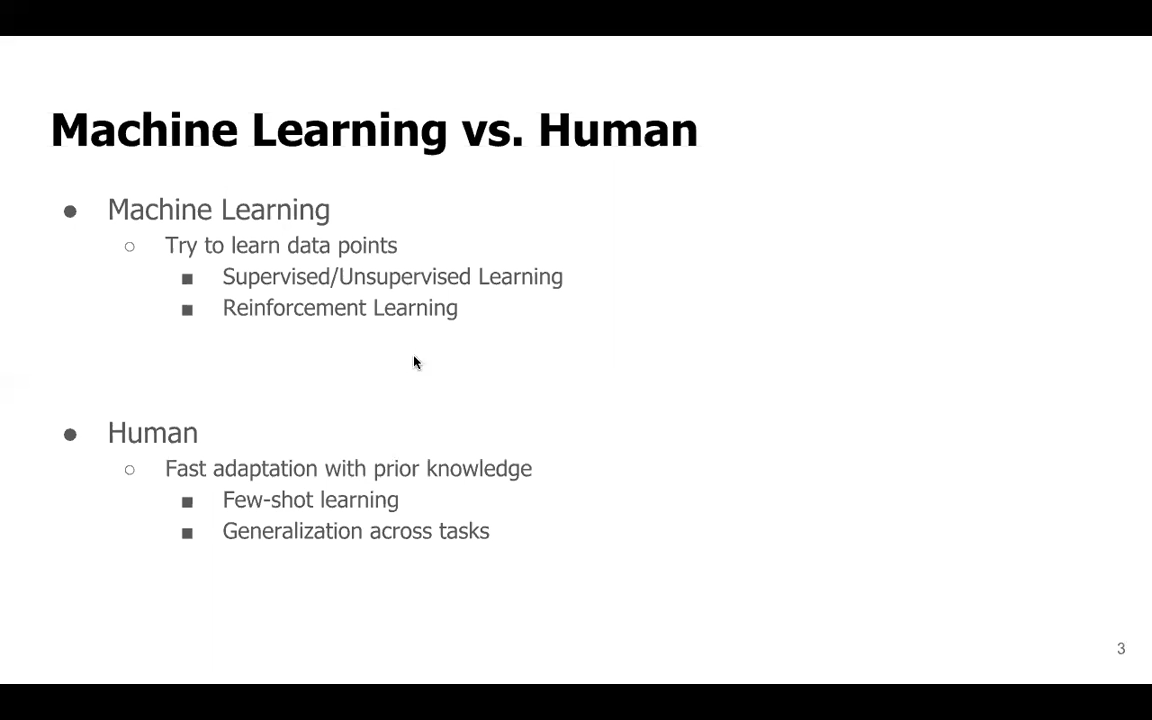 Machine Learning vs. Human
● Machine Learning
○ Try to learn data points
■ Supervised/Unsupervised Learning
■ Reinforcement Learning
● Human
○ Fast adaptation with prior knowledge
■ Few-shot learning
■ Generalization across tasks
3